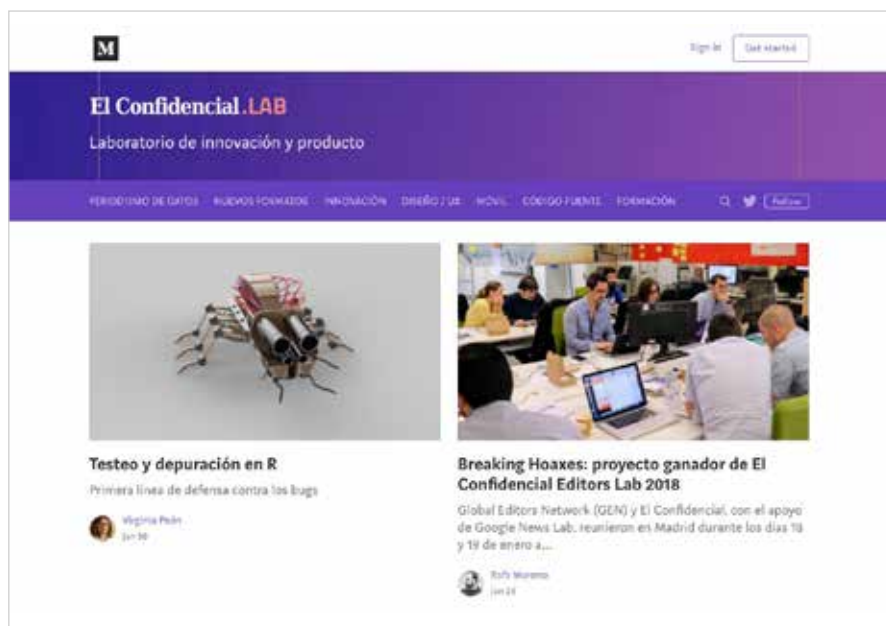 M
Sign in
Get started
El Confidencial.LAB
Laboratorio de innovación y producto
PERIODISMO DE DATOS NUEVOS FORMATOS INNOVACIÓN DISEÑO / UX MÓVIL CÓDIGO FUENTE FORMACIÓN
Follow
Testeo y depuración en R
Primera línea de defensa contra los bugs
Virginia Peón
Breaking Hoaxes: proyecto ganador de El
Confidencial Editors Lab 2018
Global Editors Network (GEN) y El Confidencial, con el apoyo
de Google News Lab, reunieron en Madrid durante los días 18
y 19 de enero a...
Rafa Moreno